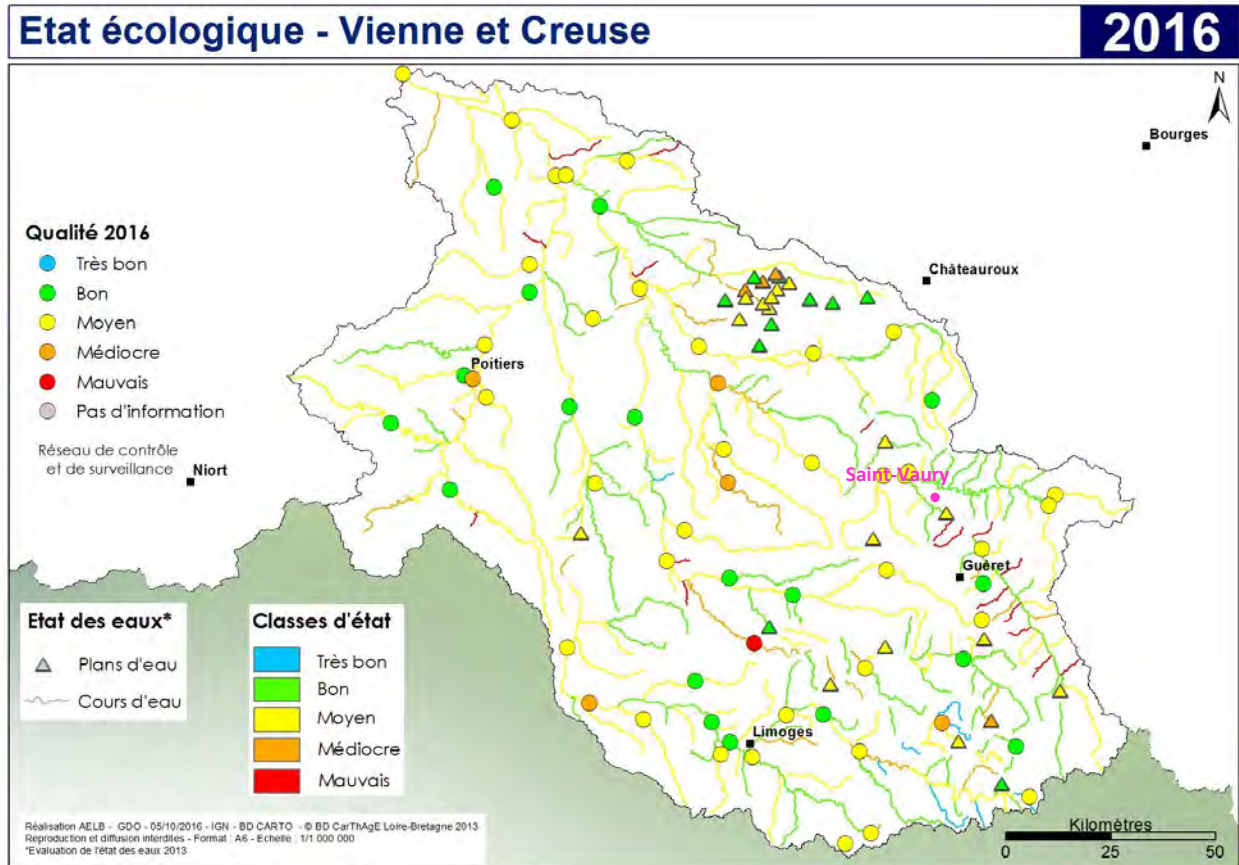 Etat écologique - Vienne et Creuse
2016
N
Bourges
Qualité 2016
Très bon
Bon
Moyen
Médiocre
Mauvais
Pas d'information
Réseau de contrôle
et de surveillance
Niort
Châteauroux
Poitiers
Saint-Vaury
Guéret
Limoges
Etat des eaux*
Plans d'eau
Cours d'eau
Classes d'état
Très bon
Bon
Moyen
Médiocre
Mauvais
Réalisation AELB - GDO - 05/10/2016 - IGN - BD CARTO - © BD CarThAgE Loire-Bretagne 2013
Reproduction et diffusion interdites - Format : A6 - Echelle : 1/1 000 000
*Evaluation de l'état des eaux 2013
Kilomètres
0 25 50